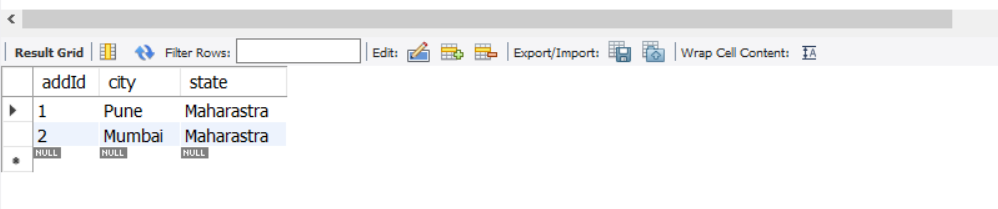 Result Grid Filter Rows: Edit: Export/Import: Wrap Cell Content: IA
addId city state
1 Pune Maharastra
2 Mumbai Maharastra
NULL NULL NULL